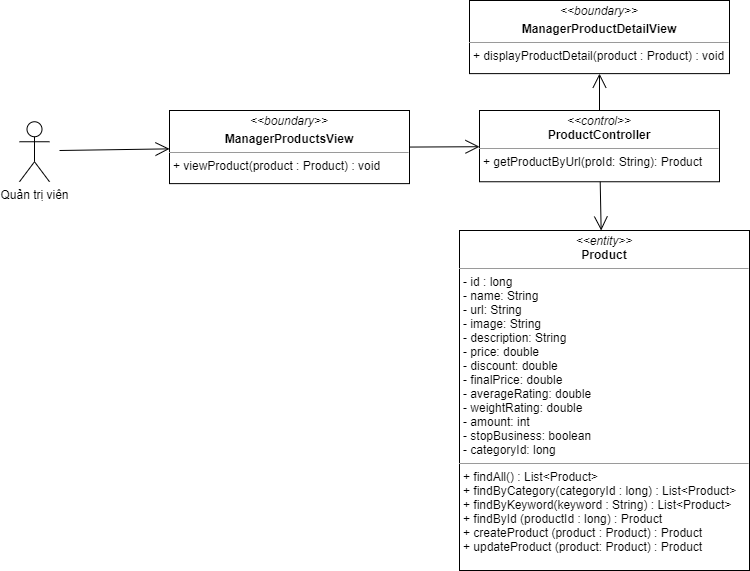 <<boundary>>
ManagerProductDetailView
+ displayProductDetail(product : Product) : void
Quản trị viên
<<boundary>>
ManagerProductsView
+ viewProduct(product : Product) : void
<<control>>
ProductController
+ getProductByUrl(proId: String): Product
<<entity>>
Product
- id : long
- name: String
- url: String
- image: String
- description: String
- price: double
- discount: double
- finalPrice: double
- averageRating: double
- weightRating: double
- amount: int
- stopBusiness: boolean
- categoryId: long
+ findAll() : List<Product>
+ findByCategory(categoryId : long) : List<Product>
+ findByKeyword(keyword : String) : List<Product>
+ findById (productId : long) : Product
+ createProduct (product : Product) : Product
+ updateProduct (product: Product) : Product